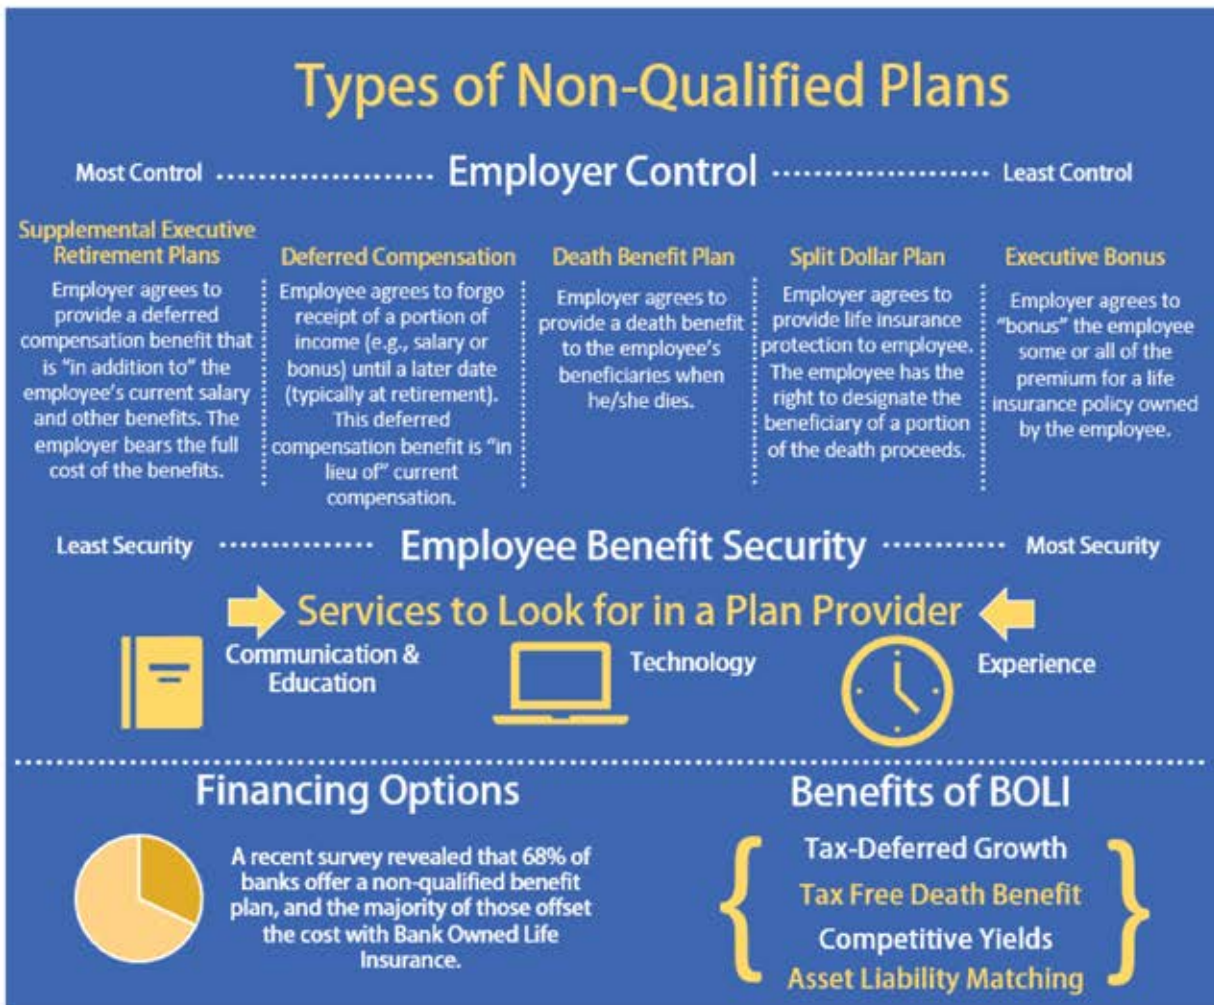 Types of Non-Qualified Plans
Most Control ..................... Employer Control .................. Least Control
Supplemental Executive
Retirement Plans
Employer agrees to
provide a deferred
compensation benefit that
is “in addition to” the
employee’s current salary
and other benefits. The
employer bears the full
cost of the benefits.
Deferred Compensation
Employee agrees to forgo
receipt of a portion of
income (e.g., salary or
bonus) until a later date
(typically at retirement).
This deferred
compensation benefit is “in
lieu of” current
compensation.
Death Benefit Plan
Employer agrees to
provide a death benefit
to the employee’s
beneficiaries when
he/she dies.
Split Dollar Plan
Employer agrees to
provide life insurance
protection to employee.
The employee has the
right to designate the
beneficiary of a portion
of the death proceeds.
Executive Bonus
Employer agrees to
“bonus” the employee
some or all of the
premium for a life
insurance policy owned
by the employee.
Least Security ............... Employee Benefit Security ............ Most Security
Services to Look for in a Plan Provider
Communication &
Education
Technology
Experience
Financing Options
A recent survey revealed that 68% of
banks offer a non-qualified benefit
plan, and the majority of those offset
the cost with Bank Owned Life
Insurance.
Benefits of BOLI
Tax-Deferred Growth
Tax Free Death Benefit
Competitive Yields
Asset Liability Matching